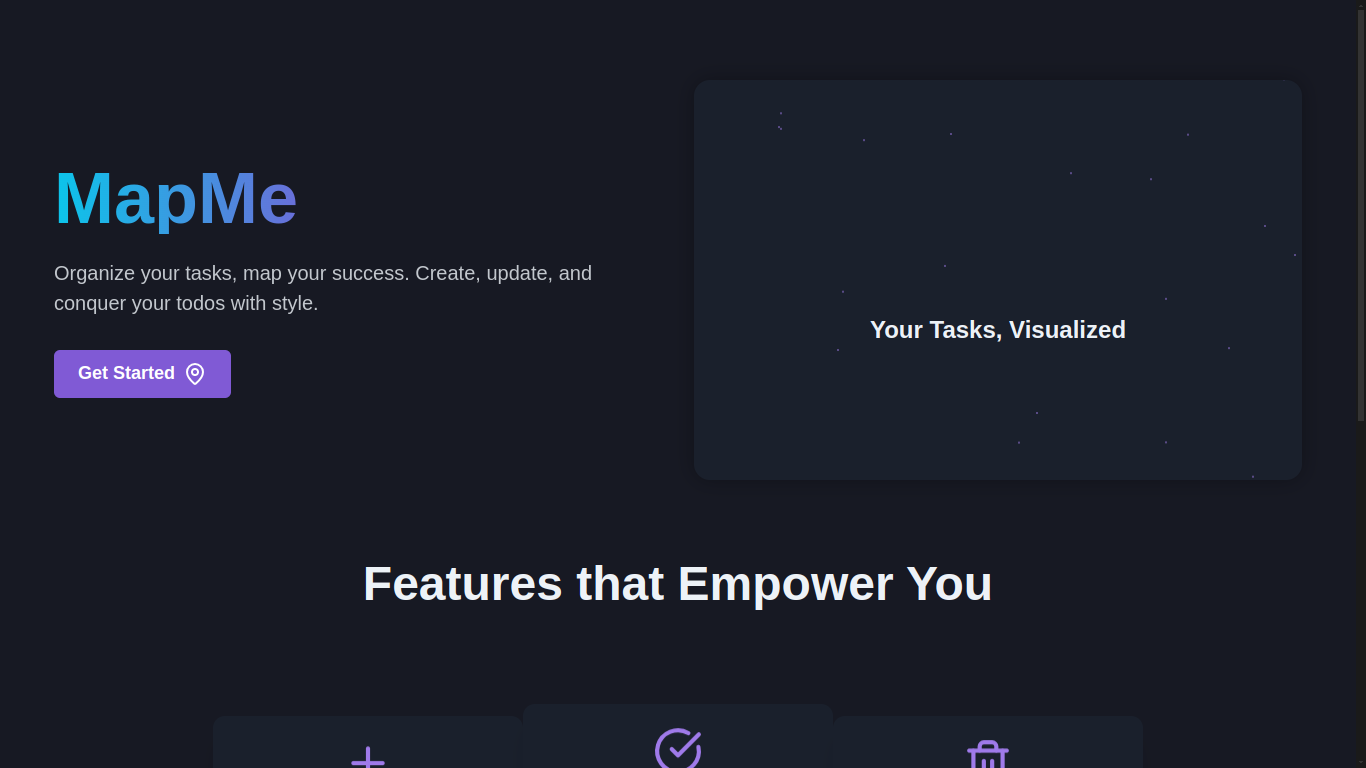 MapMe
Organize your tasks, map your success. Create, update, and
conquer your todos with style.
Get Started
Your Tasks, Visualized
Features that Empower You